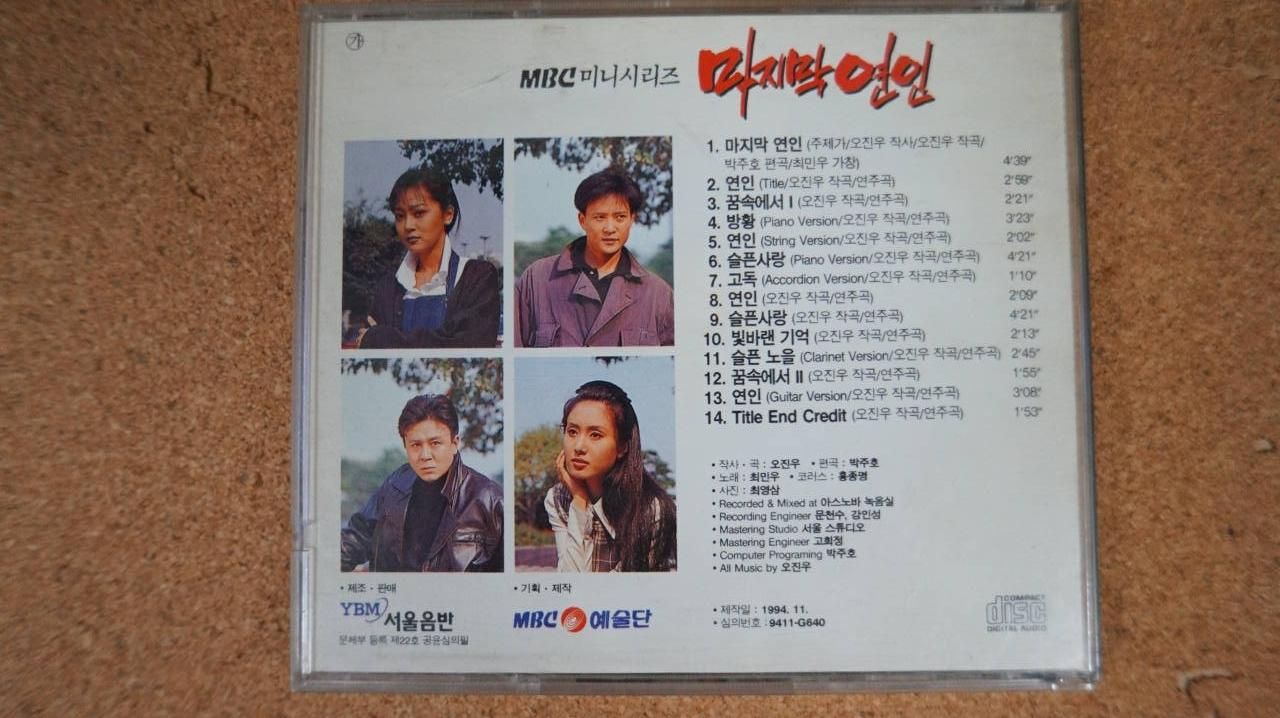 가
MBC 미니시리즈 마지막 연인
1. 마지막 연인 (주제가/오진우 작사/오진우 작곡/
박주호 편곡/최민우 가창) 4'39"
2. 연인 (Title/오진우 작곡/연주곡) 2'59"
3. 꿈속에서 I (오진우 작곡/연주곡) 2'21"
4. 방황 (Piano Version/오진우 작곡/연주곡) 3'23"
5. 연인 (String Version/오진우 작곡/연주곡) 2'02"
6. 슬픈사랑 (Piano Version/오진우 작곡/연주곡) 4'21"
7. 고독 (Accordion Version/오진우 작곡/연주곡) 1'10"
8. 연인 (오진우 작곡/연주곡) 2'09"
9. 슬픈사랑 (오진우 작곡/연주곡) 4'21"
10. 빛바랜 기억 (오진우 작곡/연주곡) 2'13"
11. 슬픈 노을 (Clarinet Version/오진우 작곡/연주곡) 2'45"
12. 꿈속에서 II (오진우 작곡/연주곡) 1'55"
13. 연인 (Guitar Version/오진우 작곡/연주곡) 3'08"
14. Title End Credit (오진우 작곡/연주곡) 1'53"
• 작사·곡 : 오진우 • 편곡 : 박주호
• 노래 : 최민우 • 코러스 : 홍종명
• 사진 : 최영삼
• Recorded & Mixed at 아스노바 녹음실
• Recording Engineer 문천수, 강인성
• Mastering Studio 서울 스튜디오
• Mastering Engineer 고희정
• Computer Programing 박주호
• All Music by 오진우
• 제조·판매
YBM 서울음반
문체부 등록 제22호 공윤심의필
• 기획·제작
MBC 예술단
• 제작일 : 1994. 11.
• 심의번호 : 9411-G640
COMPACT
disc
DIGITAL AUDIO